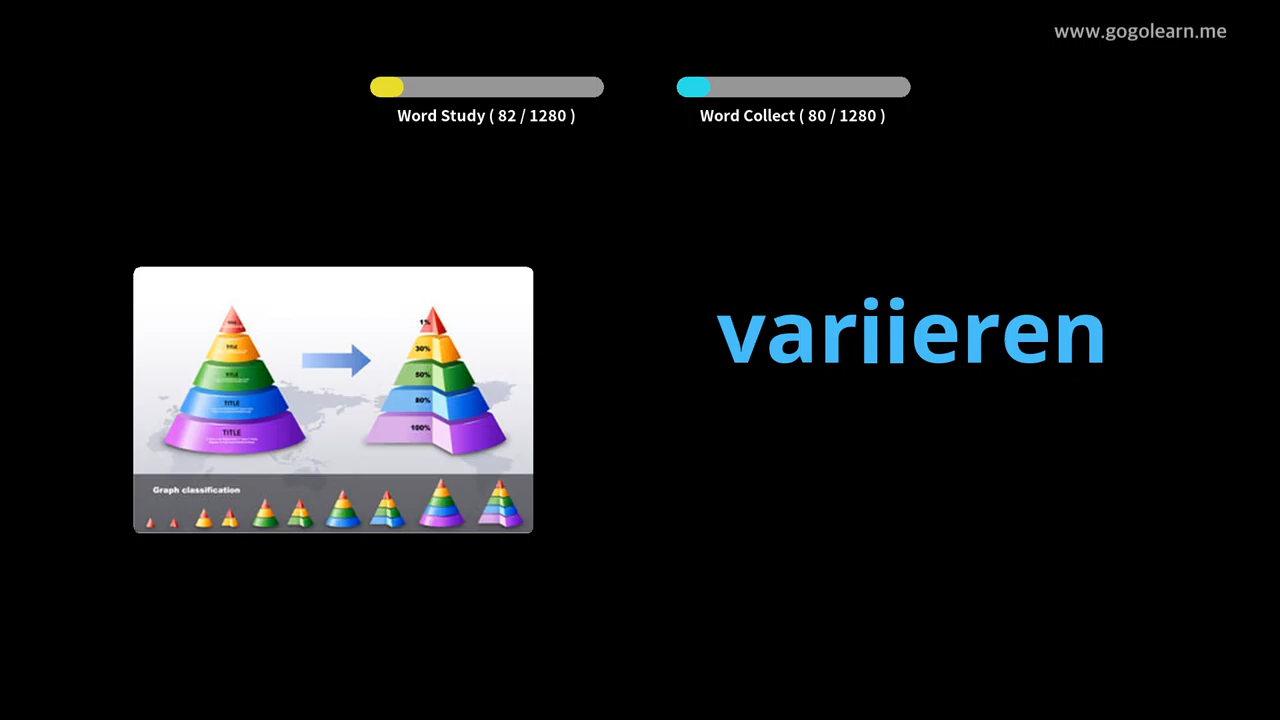 www.gogolearn.me
Word Study ( 82 / 1280 )
Word Collect ( 80 / 1280 )
variieren
TITLE
TITLE
TITLE
TITLE
TITLE
1%
30%
50%
80%
100%
Graph classification